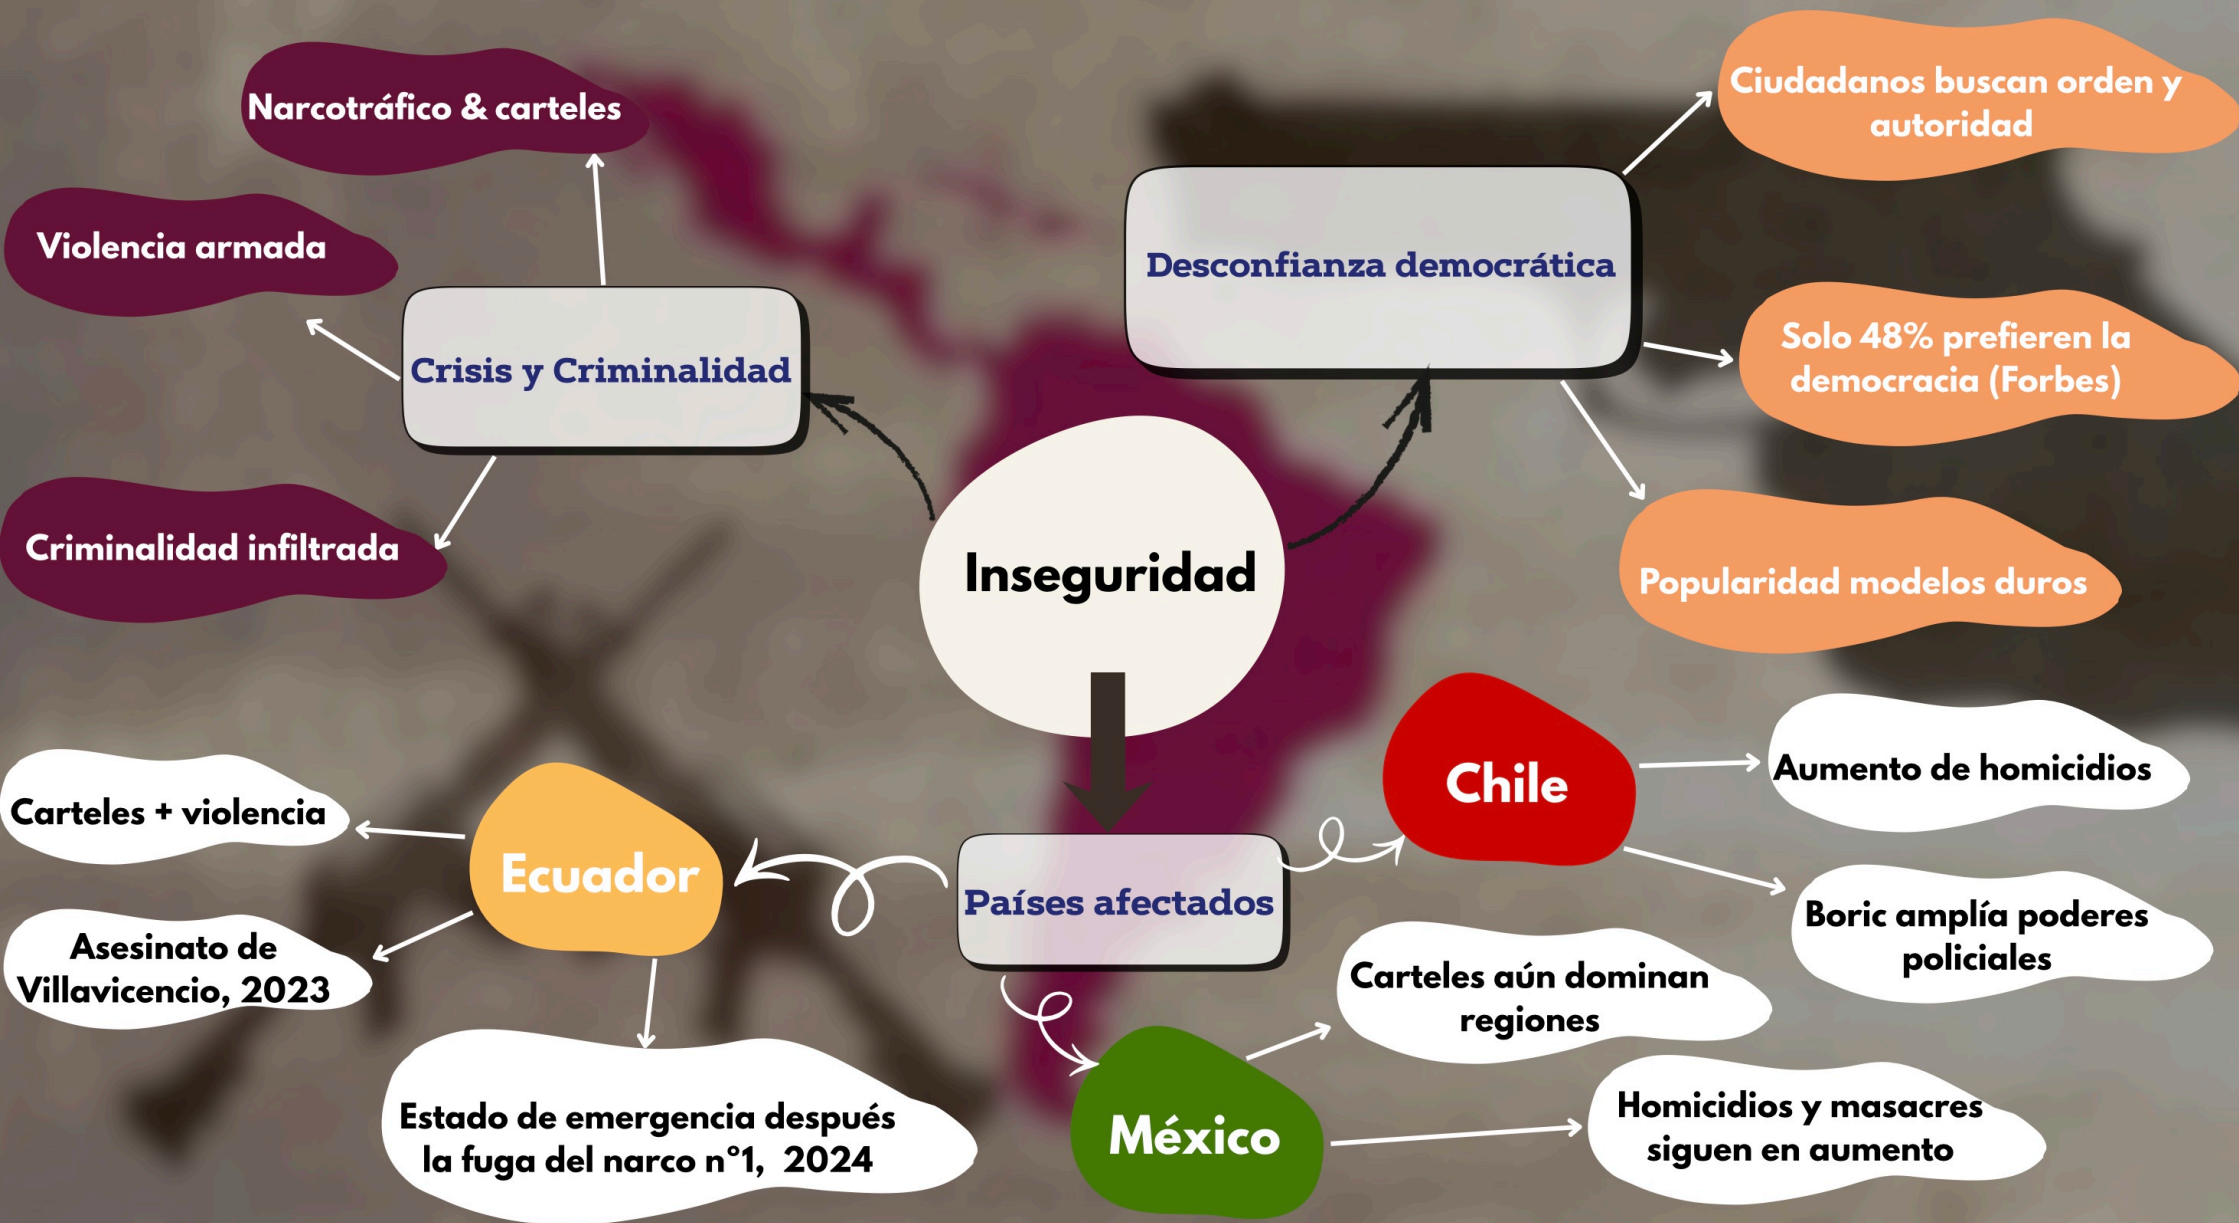 Narcotráfico & carteles
Violencia armada
Crisis y Criminalidad
Criminalidad infiltrada
Desconfianza democrática
Ciudadanos buscan orden y
autoridad
Solo 48% prefieren la
democracia (Forbes)
Popularidad modelos duros
Inseguridad
Países afectados
Ecuador
Carteles + violencia
Asesinato de
Villavicencio, 2023
Estado de emergencia después
la fuga del narco n°1, 2024
Chile
Aumento de homicidios
Boric amplía poderes
policiales
México
Carteles aún dominan
regiones
Homicidios y masacres
siguen en aumento